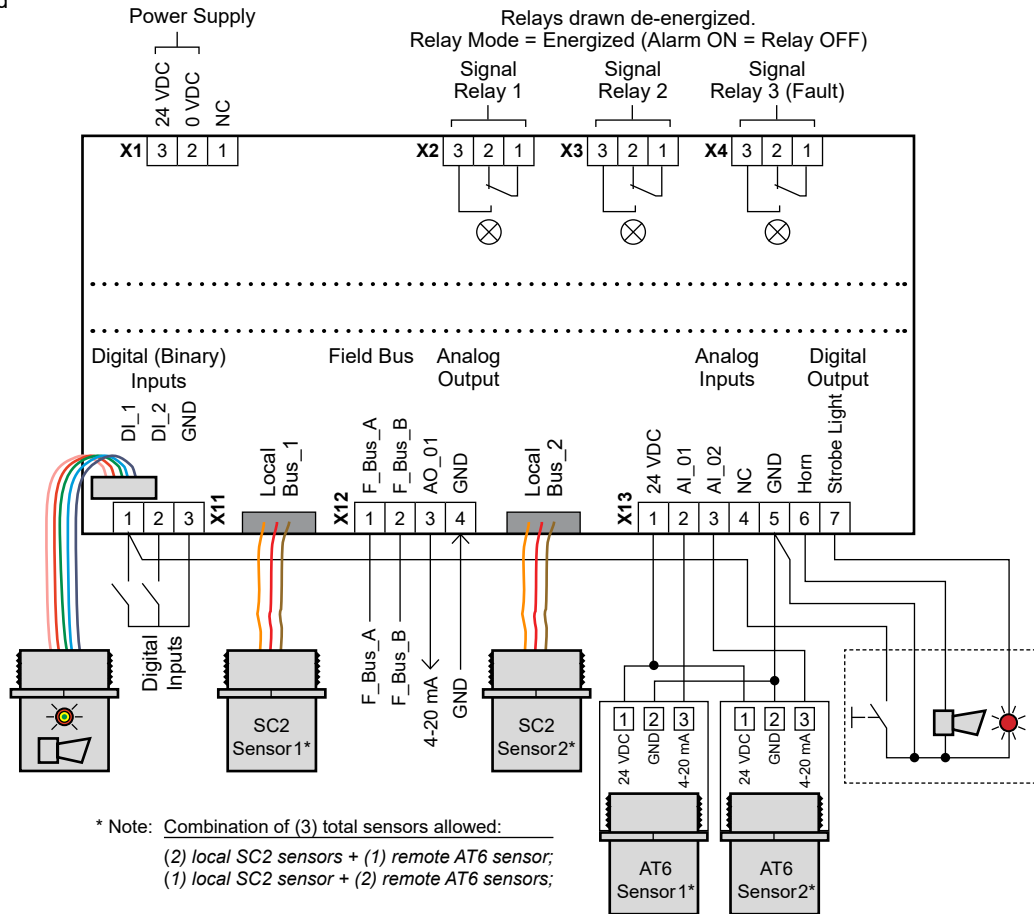 d
Power Supply
24 VDC
0 VDC
NC
Relays drawn de-energized.
Relay Mode = Energized (Alarm ON = Relay OFF)
Signal
Relay 1
Signal
Relay 2
Signal
Relay 3 (Fault)
X1 3 2 1
X2 3 2 1
X3 3 2 1
X4 3 2 1
Digital (Binary)
Inputs
DI_1
DI_2
GND
Field Bus
Analog
Output
Analog
Inputs
Digital
Output
Local
Bus_1
F_Bus_A
F_Bus_B
AO_01
GND
Local
Bus_2
24 VDC
AI_01
AI_02
NC
GND
Horn
Strobe Light
1 2 3 X11
X12 1 2 3 4
X13 1 2 3 4 5 6 7
Digital
Inputs
F_Bus_A
F_Bus_B
4-20 mA
GND
SC2
Sensor1*
SC2
Sensor2*
1 2 3
24 VDC
GND
4-20 mA
1 2 3
24 VDC
GND
4-20 mA
AT6
Sensor1*
AT6
Sensor2*
* Note: Combination of (3) total sensors allowed:
(2) local SC2 sensors + (1) remote AT6 sensor;
(1) local SC2 sensor + (2) remote AT6 sensors;